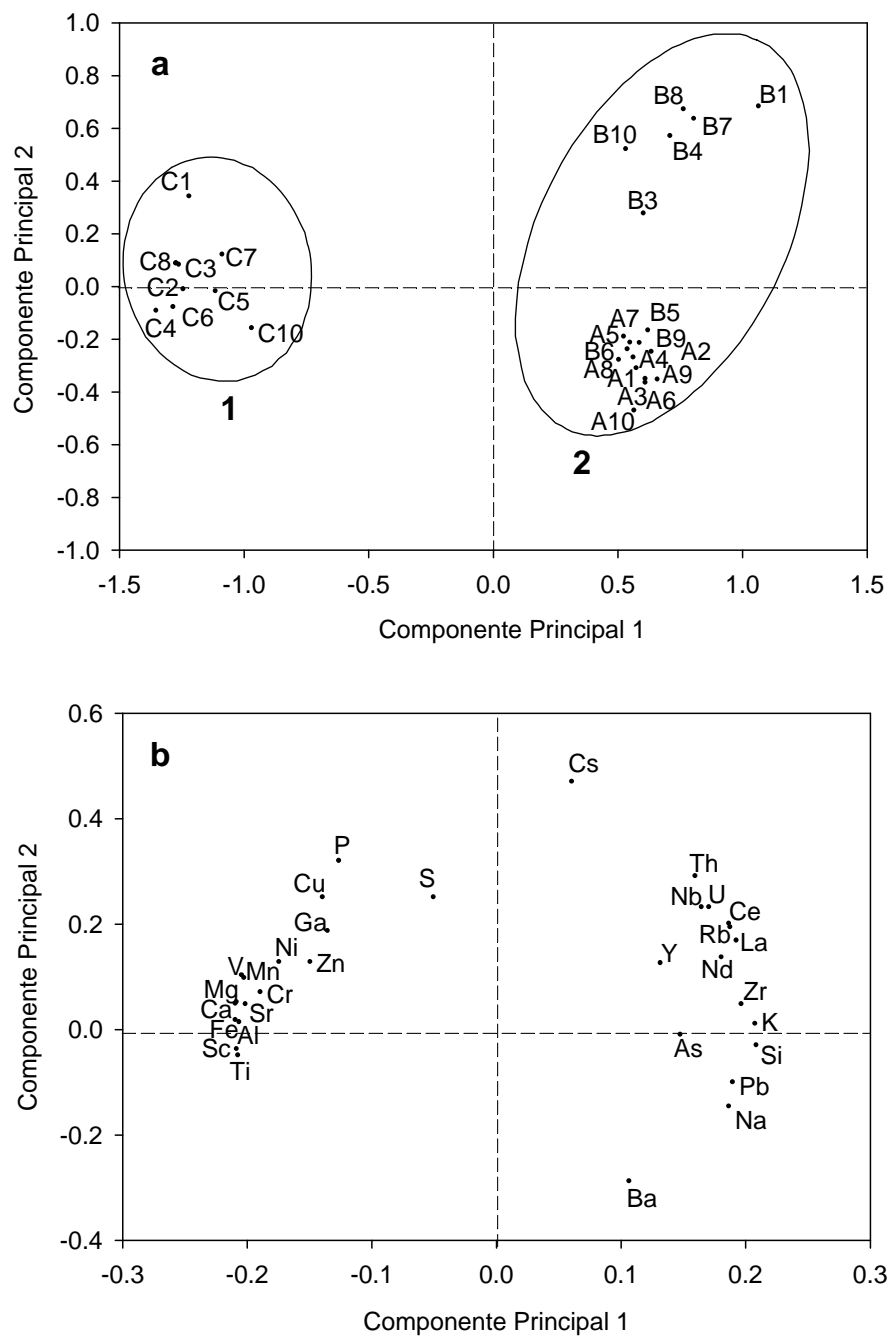 1.0
a
0.8
B8
B1
B7
0.6
B10
B4
0.4
C1
B3
0.2
C8
C3
C7
0.0
C2
C5
C4
C6
C10
A7
B5
-0.2
A5
B9
B6
A4
A2
A8
A1
A9
-0.4
A3
A6
1
A10
2
-0.6
-0.8
-1.0
-1.5
-1.0
-0.5
0.0
0.5
1.0
1.5
Componente Principal 2
Componente Principal 1
0.6
b
Cs
0.4
P
Th
Cu
S
Nb
U
Ce
0.2
Ga
Rb
La
Ni
Y
V
Mn
Zn
Nd
Mg
Cr
Zr
Ca
Sr
K
0.0
Fe
Al
As
Sc
Si
Ti
Pb
Na
-0.2
Ba
-0.4
-0.3
-0.2
-0.1
0.0
0.1
0.2
0.3
Componente Principal 2
Componente Principal 1